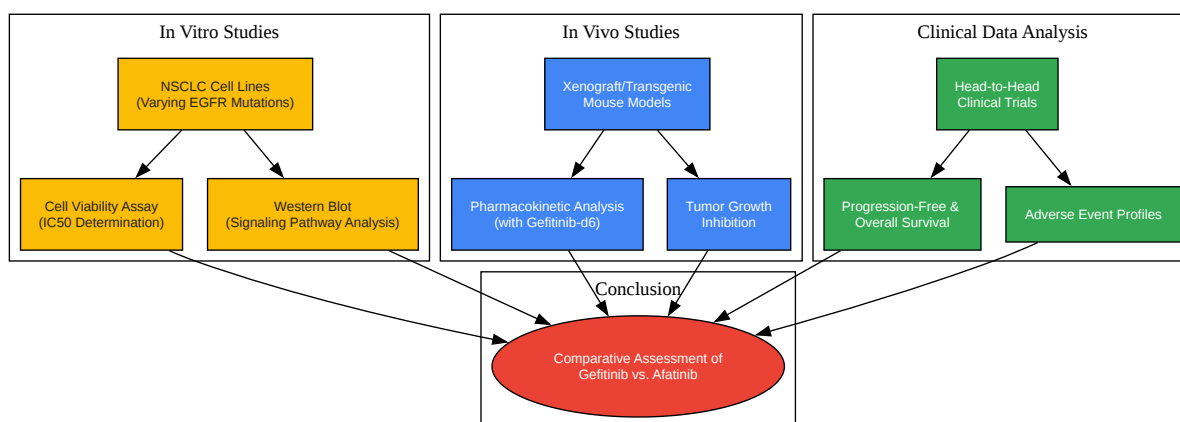 In Vitro Studies
NSCLC Cell Lines
(Varying EGFR Mutations)
Cell Viability Assay
(IC50 Determination)
Western Blot
(Signaling Pathway Analysis)
In Vivo Studies
Xenograft/Transgenic
Mouse Models
Pharmacokinetic Analysis
(with Gefitinib-d6)
Tumor Growth
Inhibition
Clinical Data Analysis
Head-to-Head
Clinical Trials
Progression-Free &
Overall Survival
Adverse Event Profiles
Conclusion
Comparative Assessment of
Gefitinib vs. Afatinib